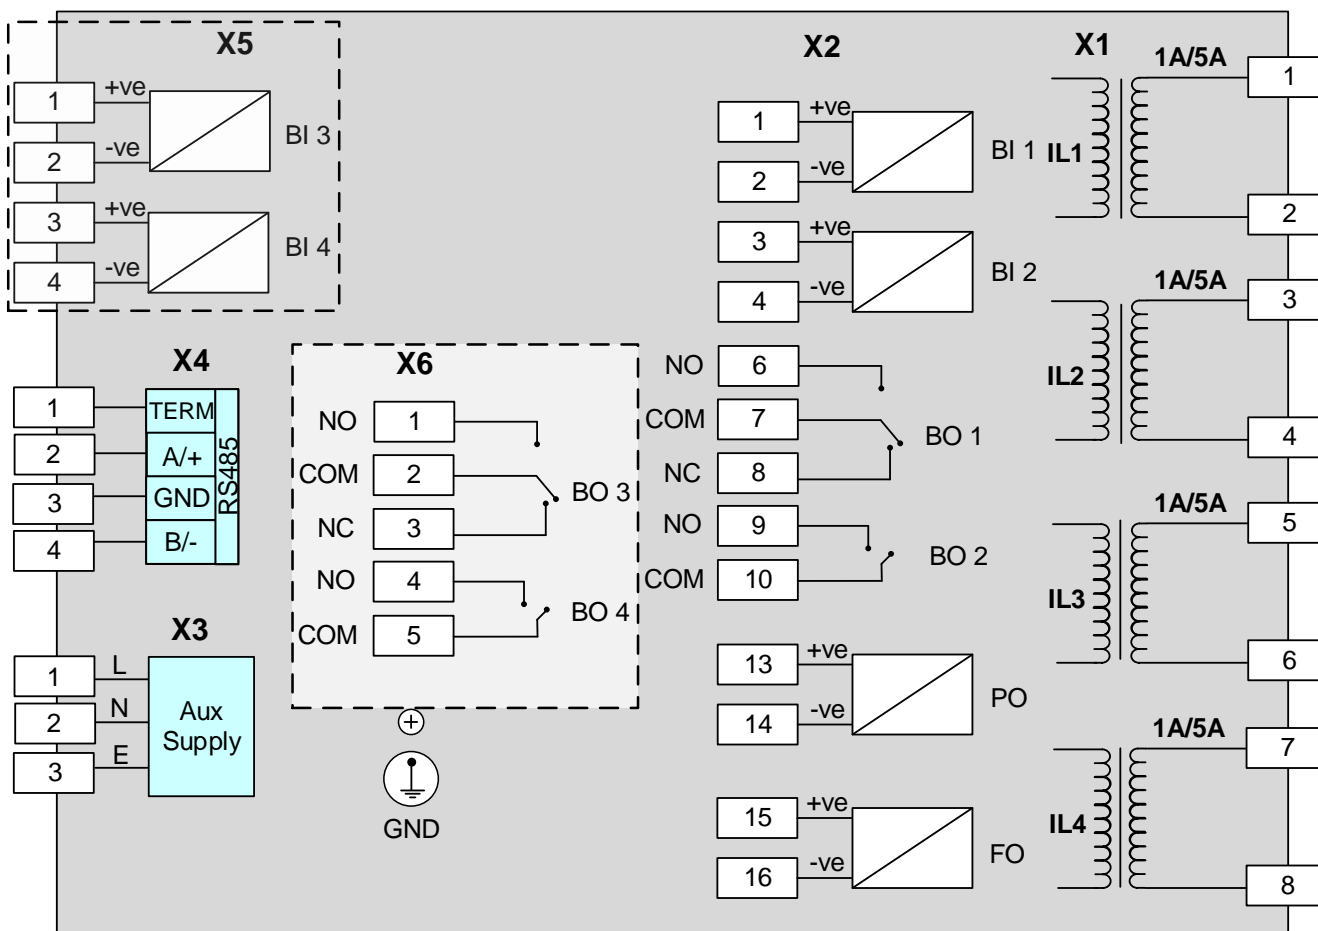 X5
1 +ve
BI 3
2 -ve
3 +ve
BI 4
4 -ve
X4
1 TERM
2 A/+
3 GND
4 B/-
RS485
X3
1 L
2 N
3 E
Aux
Supply
X6
NO 1
COM 2
BO 3
NC 3
NO 4
BO 4
COM 5
GND
X2
1 +ve
BI 1
2 -ve
3 +ve
BI 2
4 -ve
NO 6
COM 7
BO 1
NC 8
NO 9
BO 2
COM 10
13 +ve
PO
14 -ve
15 +ve
FO
16 -ve
X1
1A/5A 1
IL1
2
1A/5A 3
IL2
4
1A/5A 5
IL3
6
1A/5A 7
IL4
8